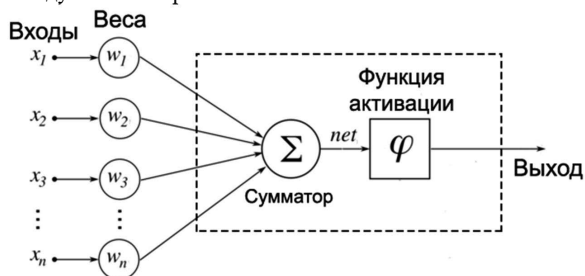 Входы
Веса
x1
w1
x2
w2
x3
w3
xn
wn
Σ
Сумматор
net
Функция
активации
φ
Выход